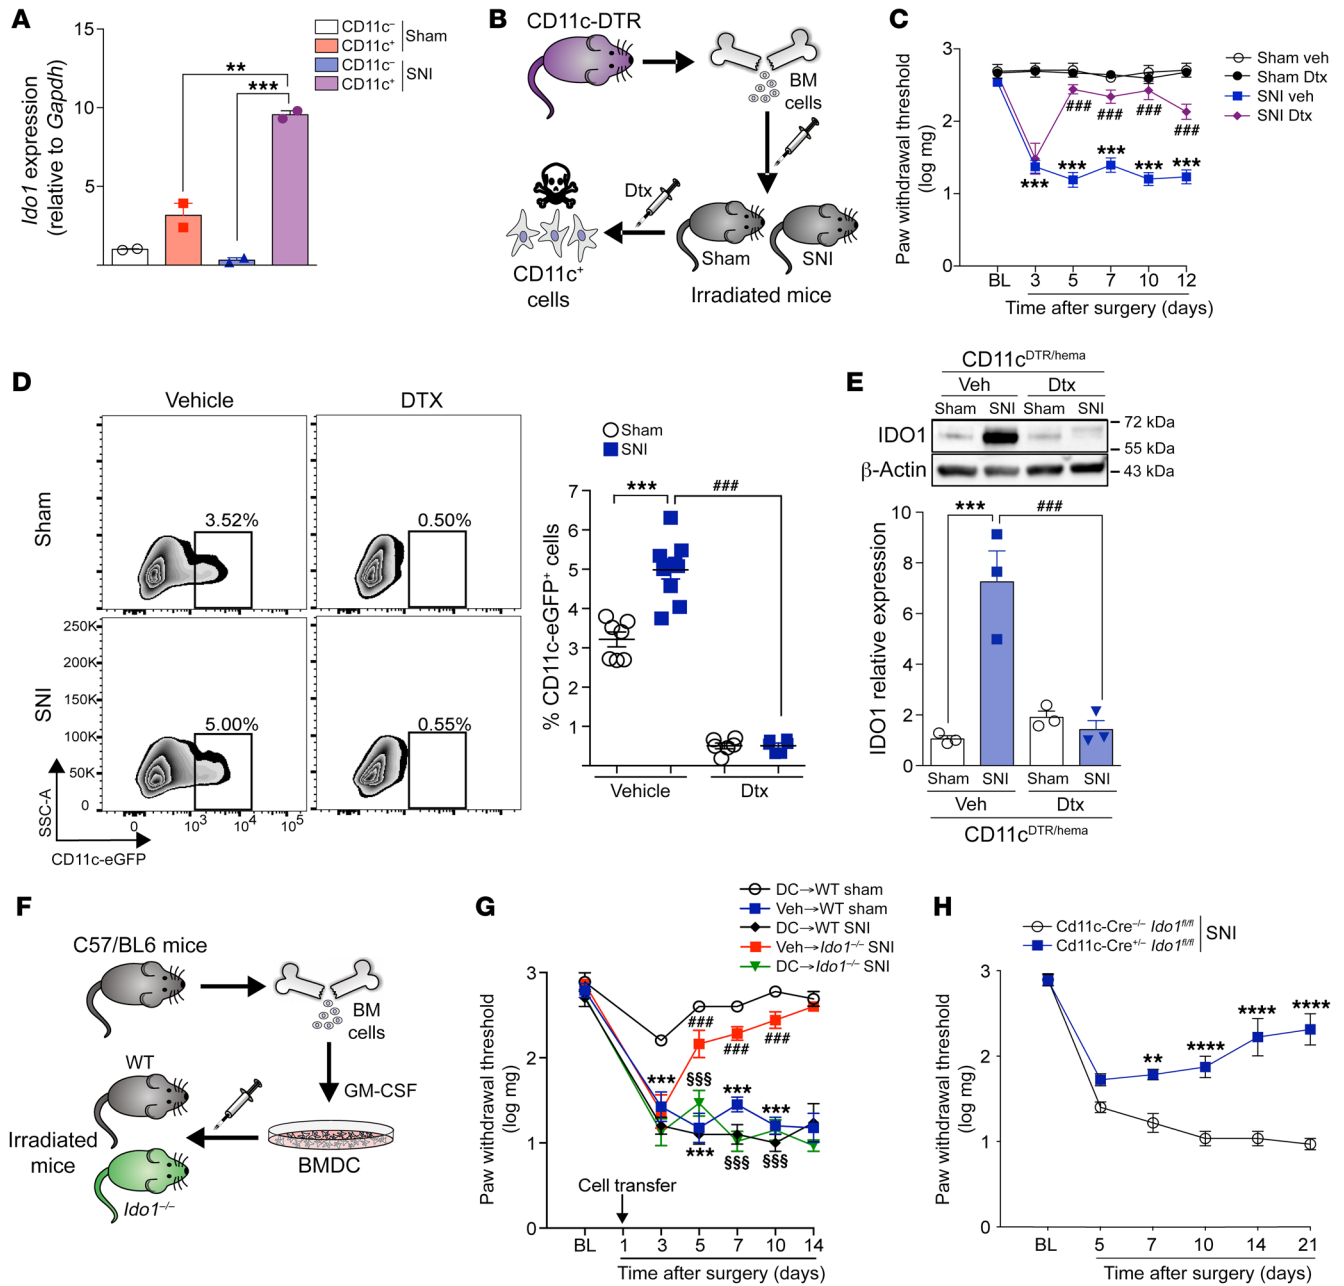 A
Ido1 expression
(relative to Gapdh)
15
10
5
**
***
CD11c–
CD11c+
Sham
CD11c–
CD11c+
SNI
B
CD11c-DTR
BM
cells
Dtx
CD11c+
cells
Sham
SNI
Irradiated mice
C
Paw withdrawal threshold
(log mg)
3
2
1
0
Sham veh
Sham Dtx
SNI veh
SNI Dtx
###
###
###
###
***
***
***
***
***
BL
3
5
7
10
12
Time after surgery (days)
D
Vehicle
DTX
Sham
3.52%
0.50%
SNI
250K
200K
150K
100K
50K
0
5.00%
0.55%
SSC-A
0
10³
10⁴
10⁵
CD11c-eGFP
Sham
SNI
% CD11c-eGFP+ cells
7
6
5
4
3
2
1
***
###
Vehicle
Dtx
E
CD11cDTR/hema
Veh
Dtx
Sham
SNI
Sham
SNI
IDO1
β-Actin
72 kDa
55 kDa
43 kDa
IDO1 relative expression
10
8
6
4
2
0
***
###
Sham
SNI
Sham
SNI
Veh
Dtx
CD11cDTR/hema
F
C57/BL6 mice
BM
cells
GM-CSF
BMDC
WT
Irradiated
mice
Ido1–/–
G
DC→WT sham
Veh→WT sham
DC→WT SNI
Veh→Ido1–/– SNI
DC→Ido1–/– SNI
Paw withdrawal threshold
(log mg)
3
2
1
0
###
###
###
***
§§§
***
***
***
§§§
§§§
Cell transfer
BL
1
3
5
7
10
14
Time after surgery (days)
H
Cd11c-Cre–/– Ido1fl/fl
Cd11c-Cre+/– Ido1fl/fl
SNI
Paw withdrawal threshold
(log mg)
3
2
1
0
**
****
****
****
BL
5
7
10
14
21
Time after surgery (days)